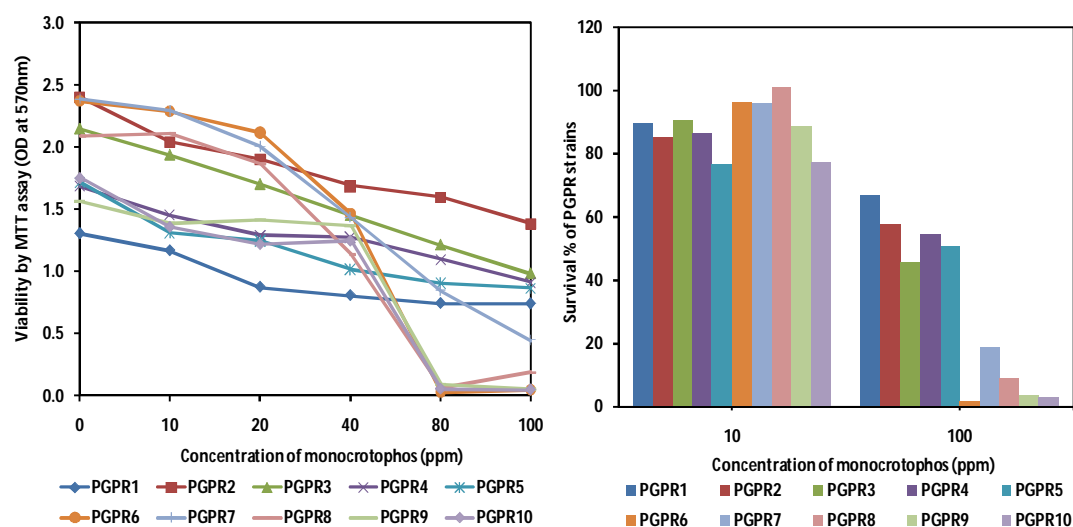 Viability by MTT assay (OD at 570nm)
3.0
2.5
2.0
1.5
1.0
0.5
0.0
0 10 20 40 80 100
Concentration of monocrotophos (ppm)
PGPR1 PGPR2 PGPR3 PGPR4 PGPR5
PGPR6 PGPR7 PGPR8 PGPR9 PGPR10
Survival % of PGPR strains
120
100
80
60
40
20
0
10 100
Concentration of monocrotophos (ppm)
PGPR1 PGPR2 PGPR3 PGPR4 PGPR5
PGPR6 PGPR7 PGPR8 PGPR9 PGPR10